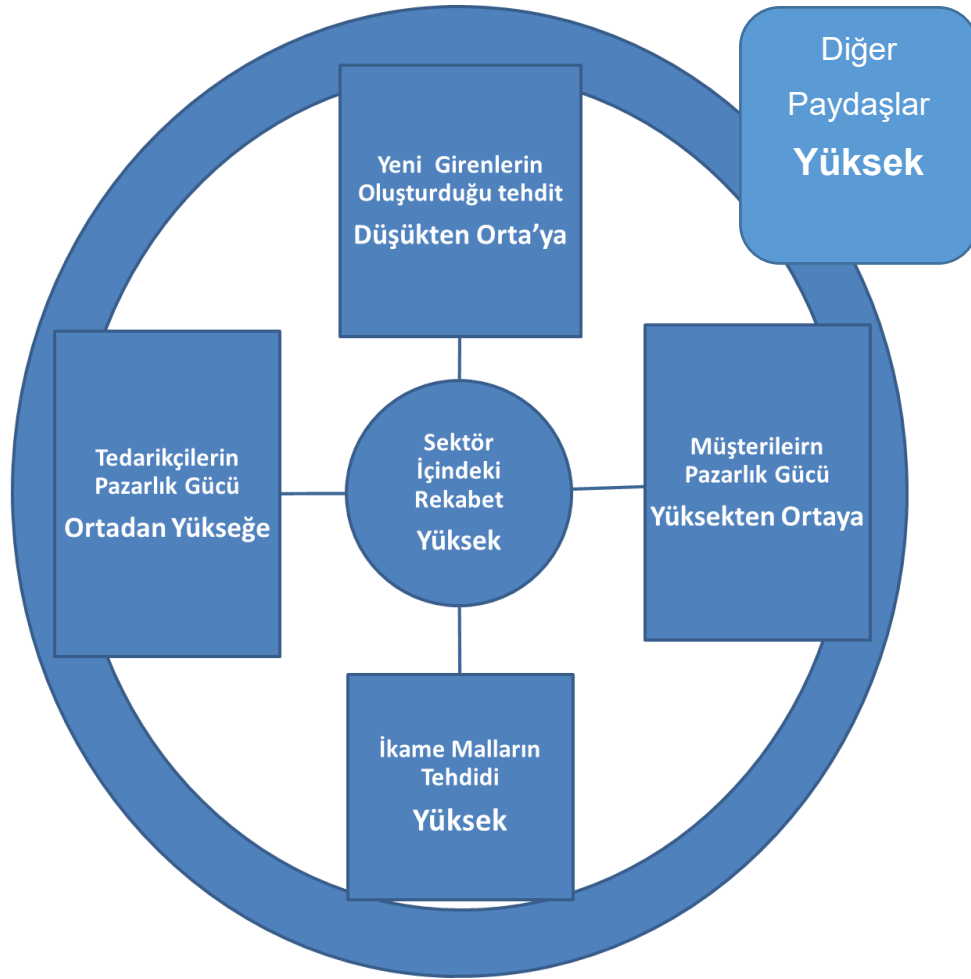 Diğer
Paydaşlar
Yüksek
Yeni Girenlerin
Oluşturduğu tehdit
Düşükten Orta’ya
Tedarikçilerin
Pazarlık Gücü
Ortadan Yükseğe
Sektör
İçindeki
Rekabet
Yüksek
Müşterileirn
Pazarlık Gücü
Yüksekten Ortaya
İkame Malların
Tehdidi
Yüksek